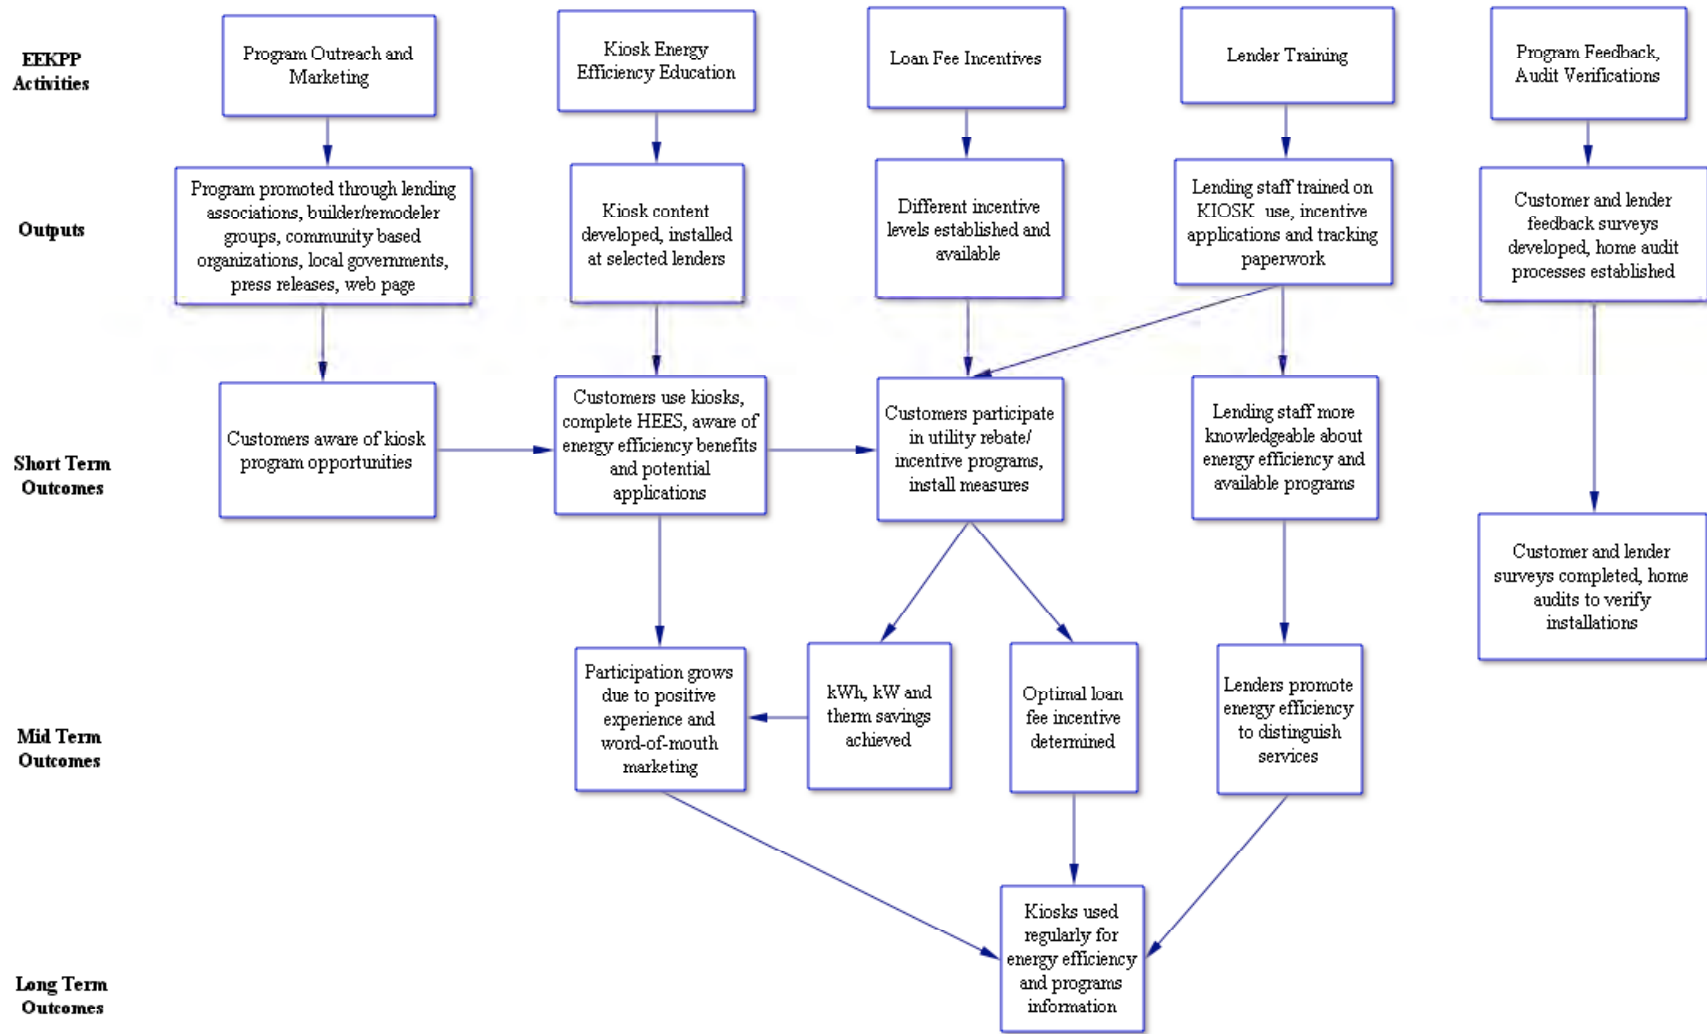 EEKPP
Activities
Program Outreach and
Marketing
Kiosk Energy
Efficiency Education
Loan Fee Incentives
Lender Training
Program Feedback,
Audit Verifications
Outputs
Program promoted through lending
associations, builder/remodeler
groups, community based
organizations, local governments,
press releases, web page
Kiosk content
developed, installed
at selected lenders
Different incentive
levels established and
available
Lending staff trained on
KIOSK use, incentive
applications and tracking
paperwork
Customer and lender
feedback surveys
developed, home audit
processes established
Short Term
Outcomes
Customers aware of kiosk
program opportunities
Customers use kiosks,
complete HEES, aware of
energy efficiency benefits
and potential
applications
Customers participate
in utility rebate/
incentive programs,
install measures
Lending staff more
knowledgeable about
energy efficiency and
available programs
Customer and lender
surveys completed, home
audits to verify
installations
Mid Term
Outcomes
Participation grows
due to positive
experience and
word-of-mouth
marketing
kWh, kW and
therm savings
achieved
Optimal loan
fee incentive
determined
Lenders promote
energy efficiency
to distinguish
services
Long Term
Outcomes
Kiosks used
regularly for
energy efficiency
and programs
information